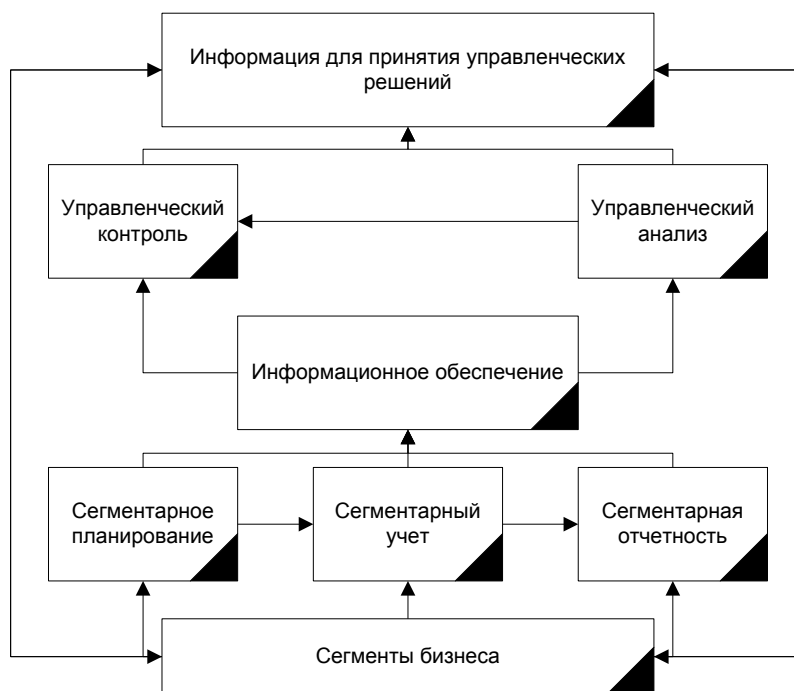 Информация для принятия управленческих
решений
Управленческий
контроль
Управленческий
анализ
Информационное обеспечение
Сегментарное
планирование
Сегментарный
учет
Сегментарная
отчетность
Сегменты бизнеса